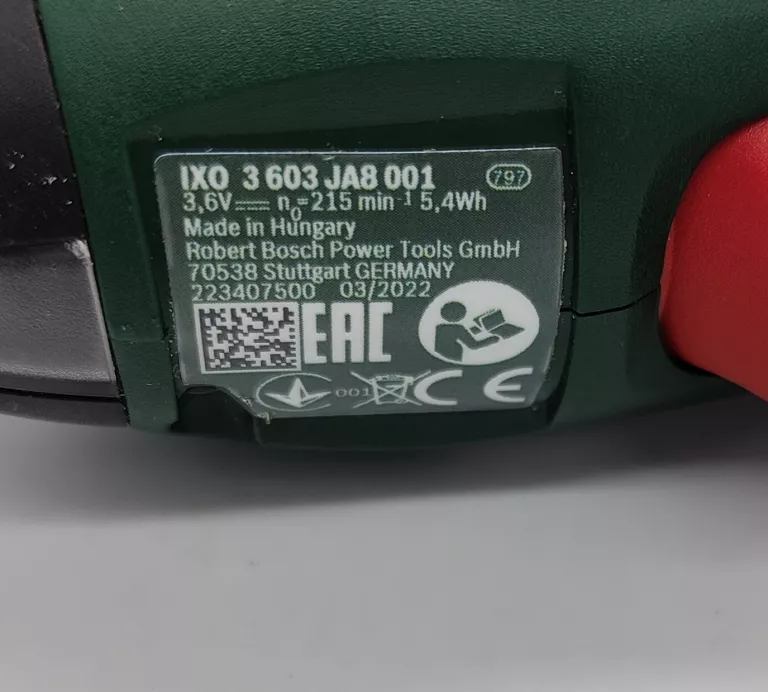 IXO 3 603 JA8 001 797
3,6V⎓ n₀=215 min⁻¹ 5,4Wh
Made in Hungary
Robert Bosch Power Tools GmbH
70538 Stuttgart GERMANY
223407500 03/2022
EAC
001 CE